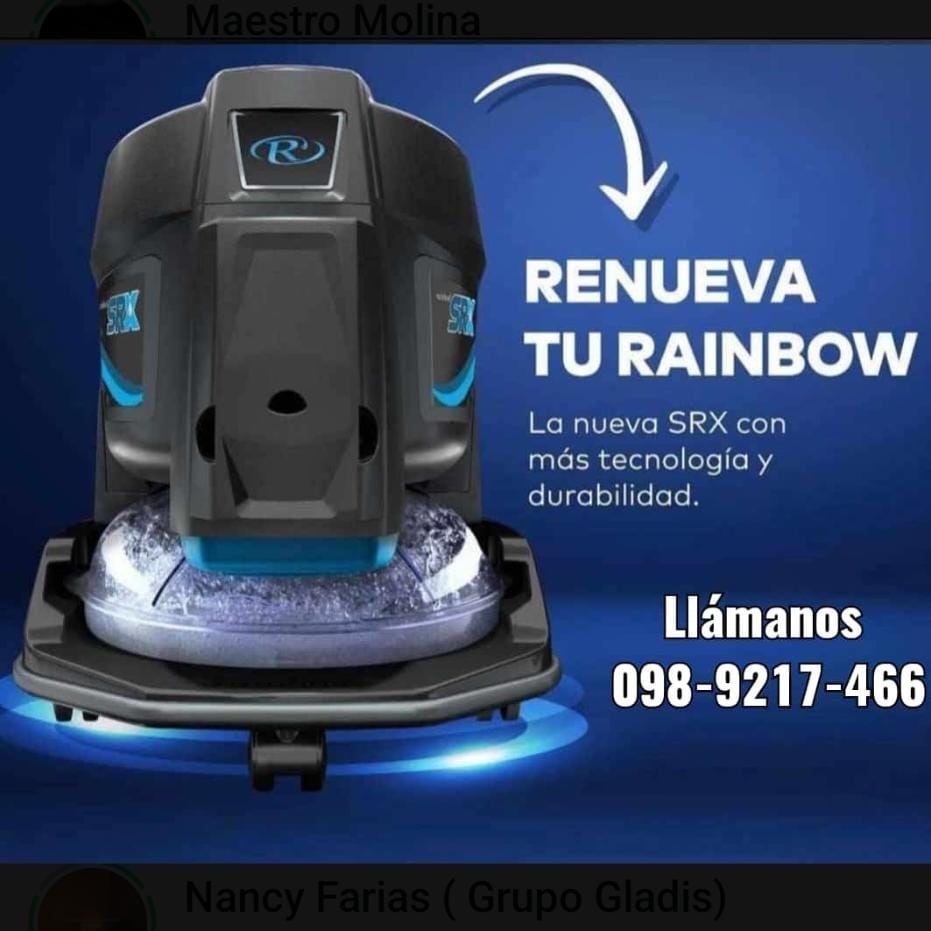 Maestro Molina
R
SRX
SRX
RENUEVA
TU RAINBOW
La nueva SRX con
más tecnología y
durabilidad.
Llámanos
098-9217-466
Nancy Farias ( Grupo Gladis)